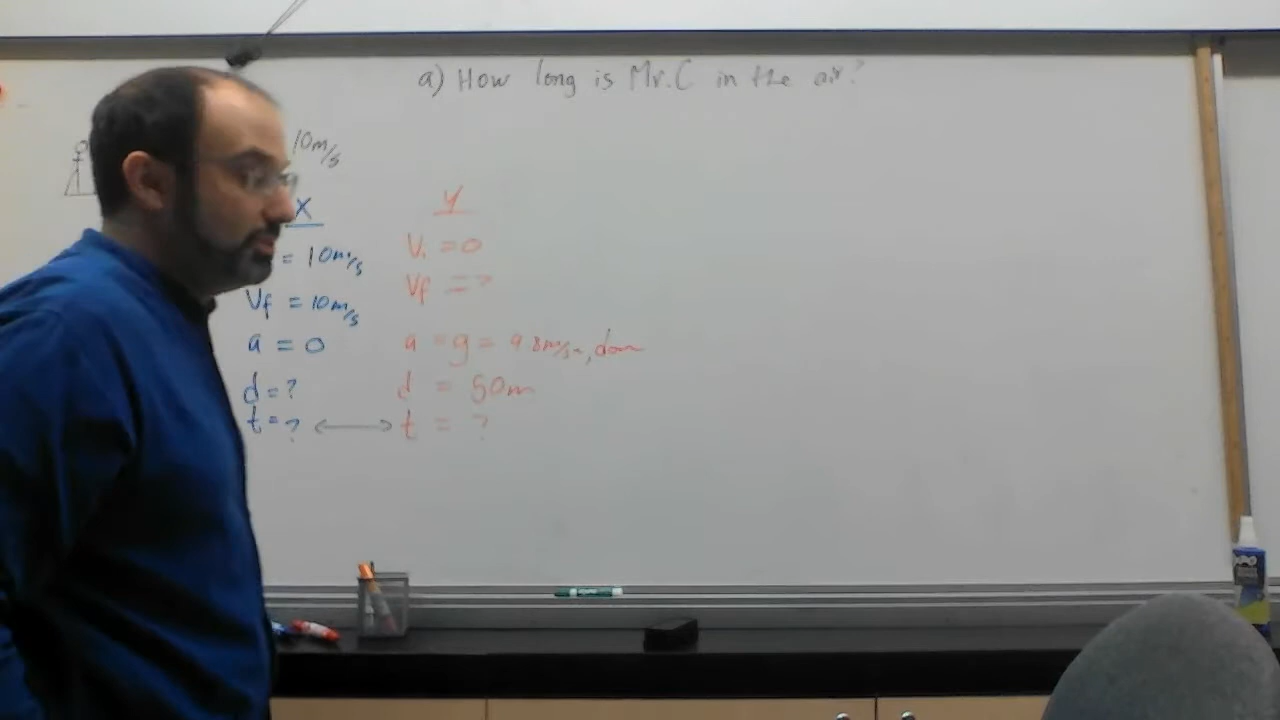 a) How long is Mr. C in the air?
10m/s
X
Y
= 10m/s
V. = 0
Vf = 10m/s
Vf = ?
a = 0
a = g = 9 8m/s², down
d = ?
d = 50m
t = ? ↔ t = ?